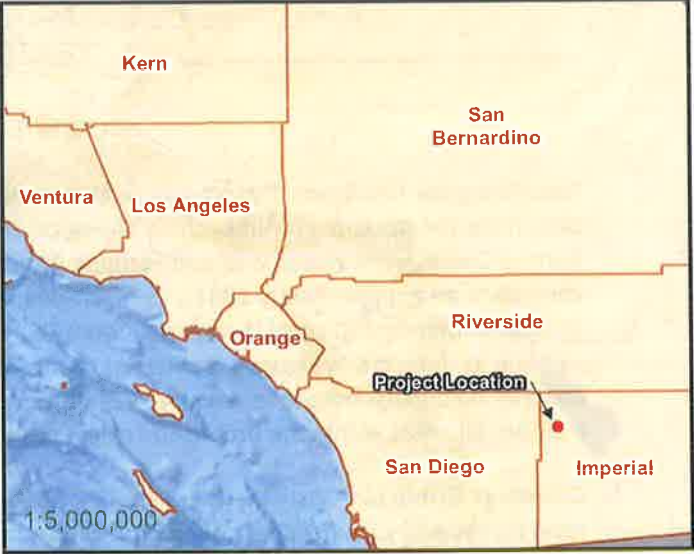 Kern
San
Bernardino
Ventura
Los Angeles
Riverside
Orange
Project Location
San Diego
Imperial
1:5,000,000